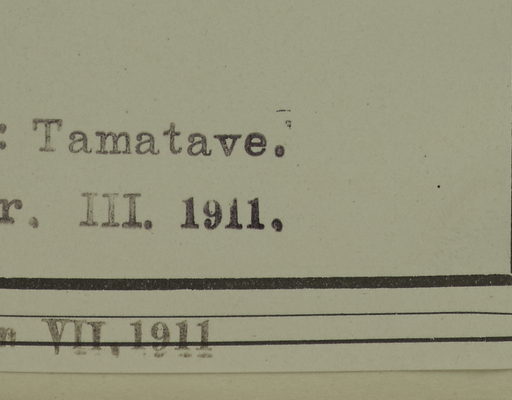 : Tamatave.
r. III. 1911.
n VII, 1911